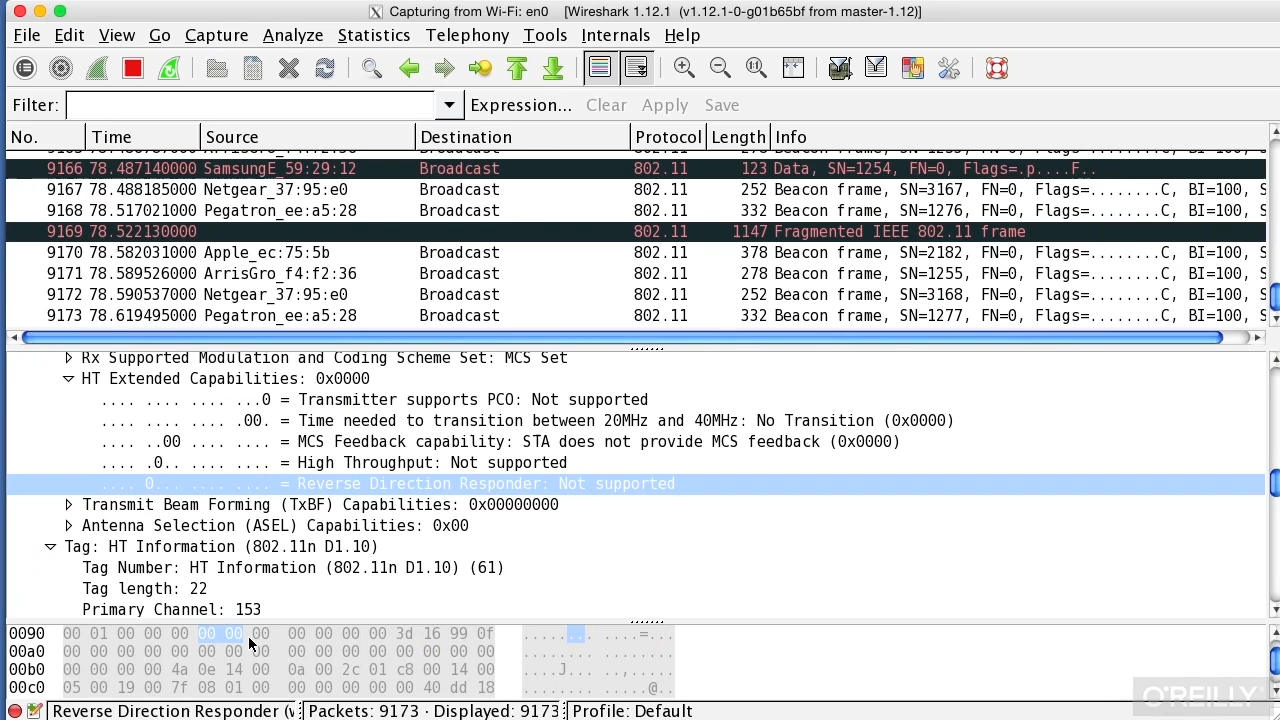 Capturing from Wi-Fi: en0 [Wireshark 1.12.1 (v1.12.1-0-g01b65bf from master-1.12)]
File Edit View Go Capture Analyze Statistics Telephony Tools Internals Help
Filter: Expression... Clear Apply Save
No. Time Source Destination Protocol Length Info
9166 78.487140000 SamsungE_59:29:12 Broadcast 802.11 123 Data, SN=1254, FN=0, Flags=.p....F..
9167 78.488185000 Netgear_37:95:e0 Broadcast 802.11 252 Beacon frame, SN=3167, FN=0, Flags=........C, BI=100, S
9168 78.517021000 Pegatron_ee:a5:28 Broadcast 802.11 332 Beacon frame, SN=1276, FN=0, Flags=........C, BI=100, S
9169 78.522130000 802.11 1147 Fragmented IEEE 802.11 frame
9170 78.582031000 Apple_ec:75:5b Broadcast 802.11 378 Beacon frame, SN=2182, FN=0, Flags=........C, BI=100, S
9171 78.589526000 ArrisGro_f4:f2:36 Broadcast 802.11 278 Beacon frame, SN=1255, FN=0, Flags=........C, BI=100, S
9172 78.590537000 Netgear_37:95:e0 Broadcast 802.11 252 Beacon frame, SN=3168, FN=0, Flags=........C, BI=100, S
9173 78.619495000 Pegatron_ee:a5:28 Broadcast 802.11 332 Beacon frame, SN=1277, FN=0, Flags=........C, BI=100, S
Rx Supported Modulation and Coding Scheme Set: MCS Set
HT Extended Capabilities: 0x0000
.... .... .... ...0 = Transmitter supports PCO: Not supported
.... .... .... .00. = Time needed to transition between 20MHz and 40MHz: No Transition (0x0000)
.... ..00 .... .... = MCS Feedback capability: STA does not provide MCS feedback (0x0000)
.... .0.. .... .... = High Throughput: Not supported
.... 0... .... .... = Reverse Direction Responder: Not supported
Transmit Beam Forming (TxBF) Capabilities: 0x00000000
Antenna Selection (ASEL) Capabilities: 0x00
Tag: HT Information (802.11n D1.10)
Tag Number: HT Information (802.11n D1.10) (61)
Tag length: 22
Primary Channel: 153
0090 00 01 00 00 00 00 00 00 00 00 00 00 3d 16 99 0f ........ ....=...
00a0 00 00 00 00 00 00 00 00 00 00 00 00 00 00 00 00 ........ ........
00b0 00 00 00 00 4a 0e 14 00 0a 00 2c 01 c8 00 14 00 ....J... ..,.....
00c0 05 00 19 00 7f 08 01 00 00 00 00 00 00 40 dd 18 ........ .....@..
Reverse Direction Responder (v Packets: 9173 · Displayed: 9173 Profile: Default
O'REILLY